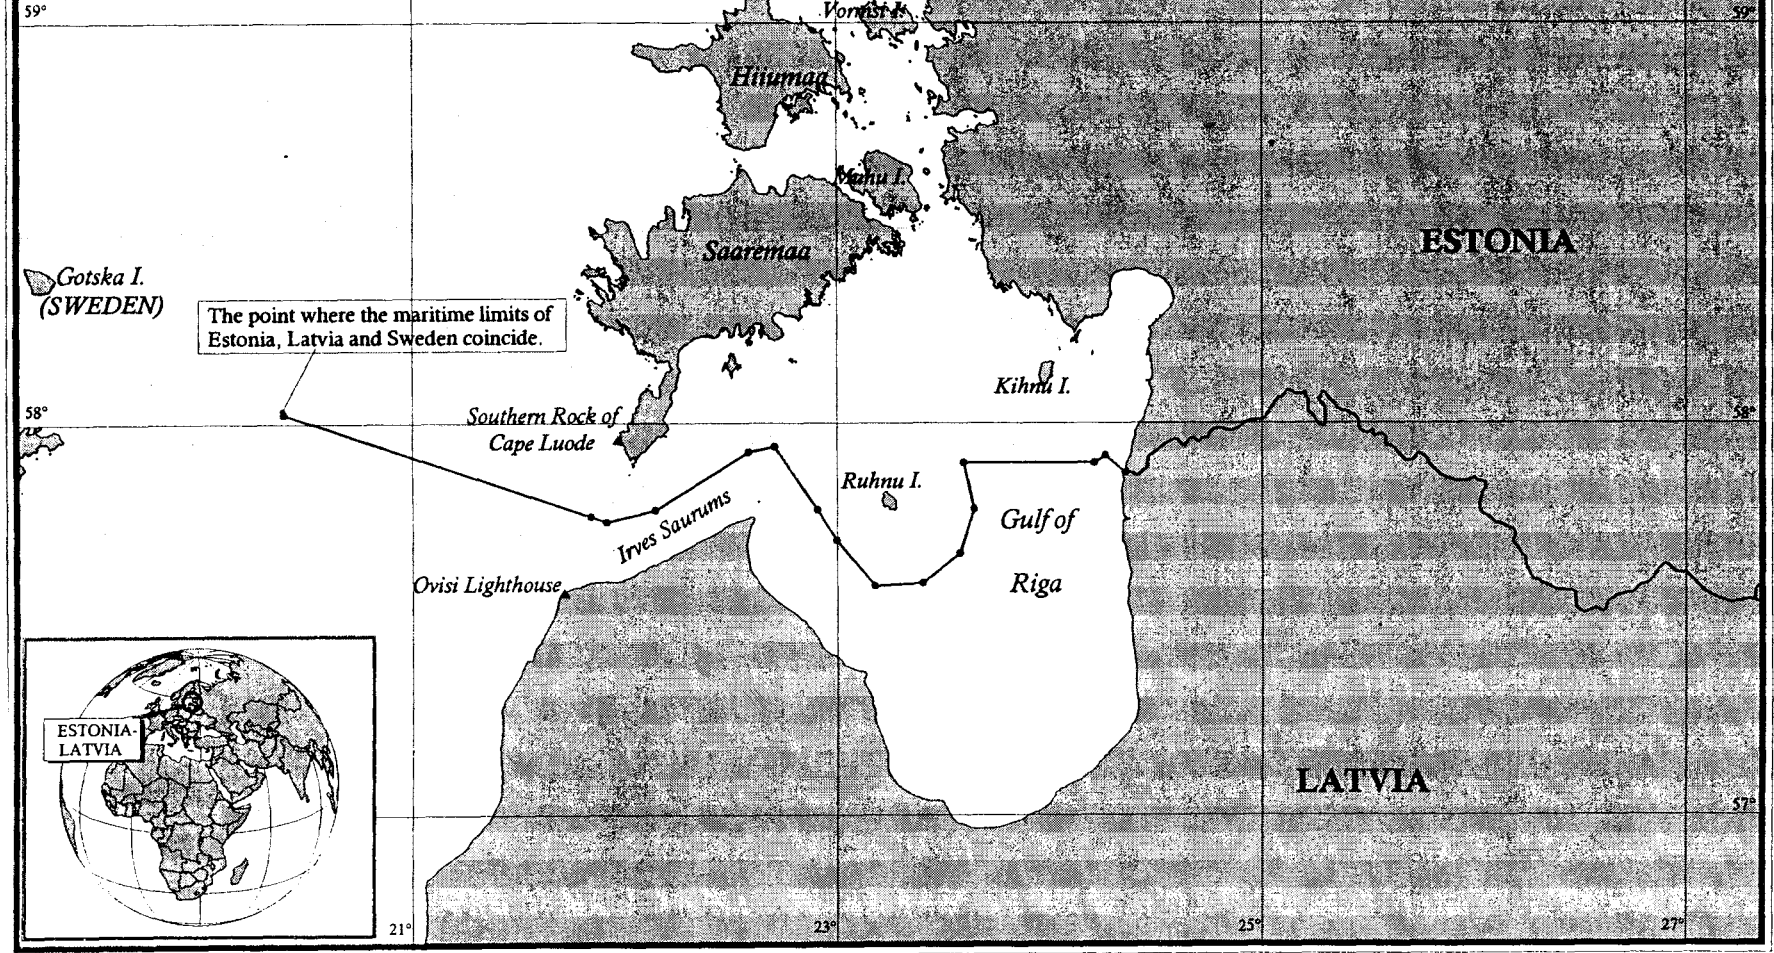 59°
Vormsi I.
59°
Hiiumaa
Muhu I.
ESTONIA
Saaremaa
Gotska I.
(SWEDEN)
The point where the maritime limits of
Estonia, Latvia and Sweden coincide.
Kihnu I.
58°
Southern Rock of
Cape Luode
58°
Ruhnu I.
Irves Saurums
Gulf of
Riga
Ovisi Lighthouse
ESTONIA-
LATVIA
LATVIA
57°
21°
23°
25°
27°